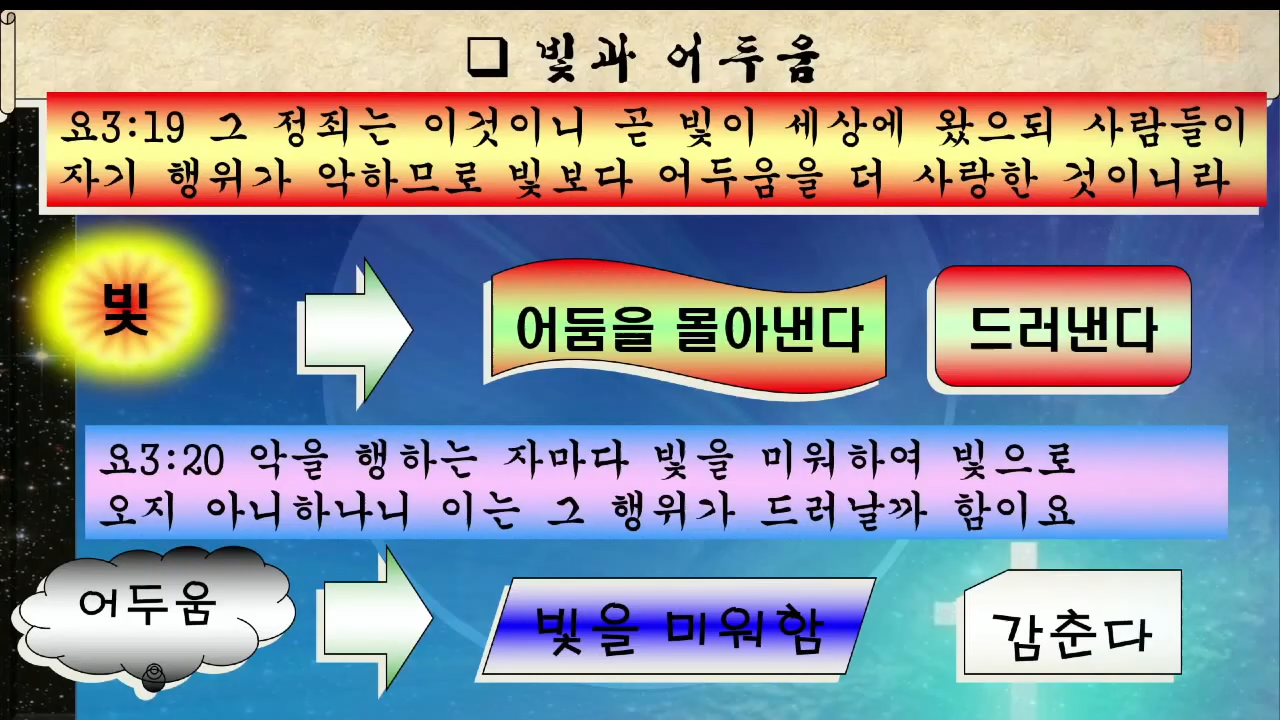 ❑ 빛과 어두움
요3:19 그 정죄는 이것이니 곧 빛이 세상에 왔으되 사람들이
자기 행위가 악하므로 빛보다 어두움을 더 사랑한 것이니라
빛
어둠을 몰아낸다
드러낸다
요3:20 악을 행하는 자마다 빛을 미워하여 빛으로
오지 아니하나니 이는 그 행위가 드러날까 함이요
어두움
빛을 미워함
감춘다